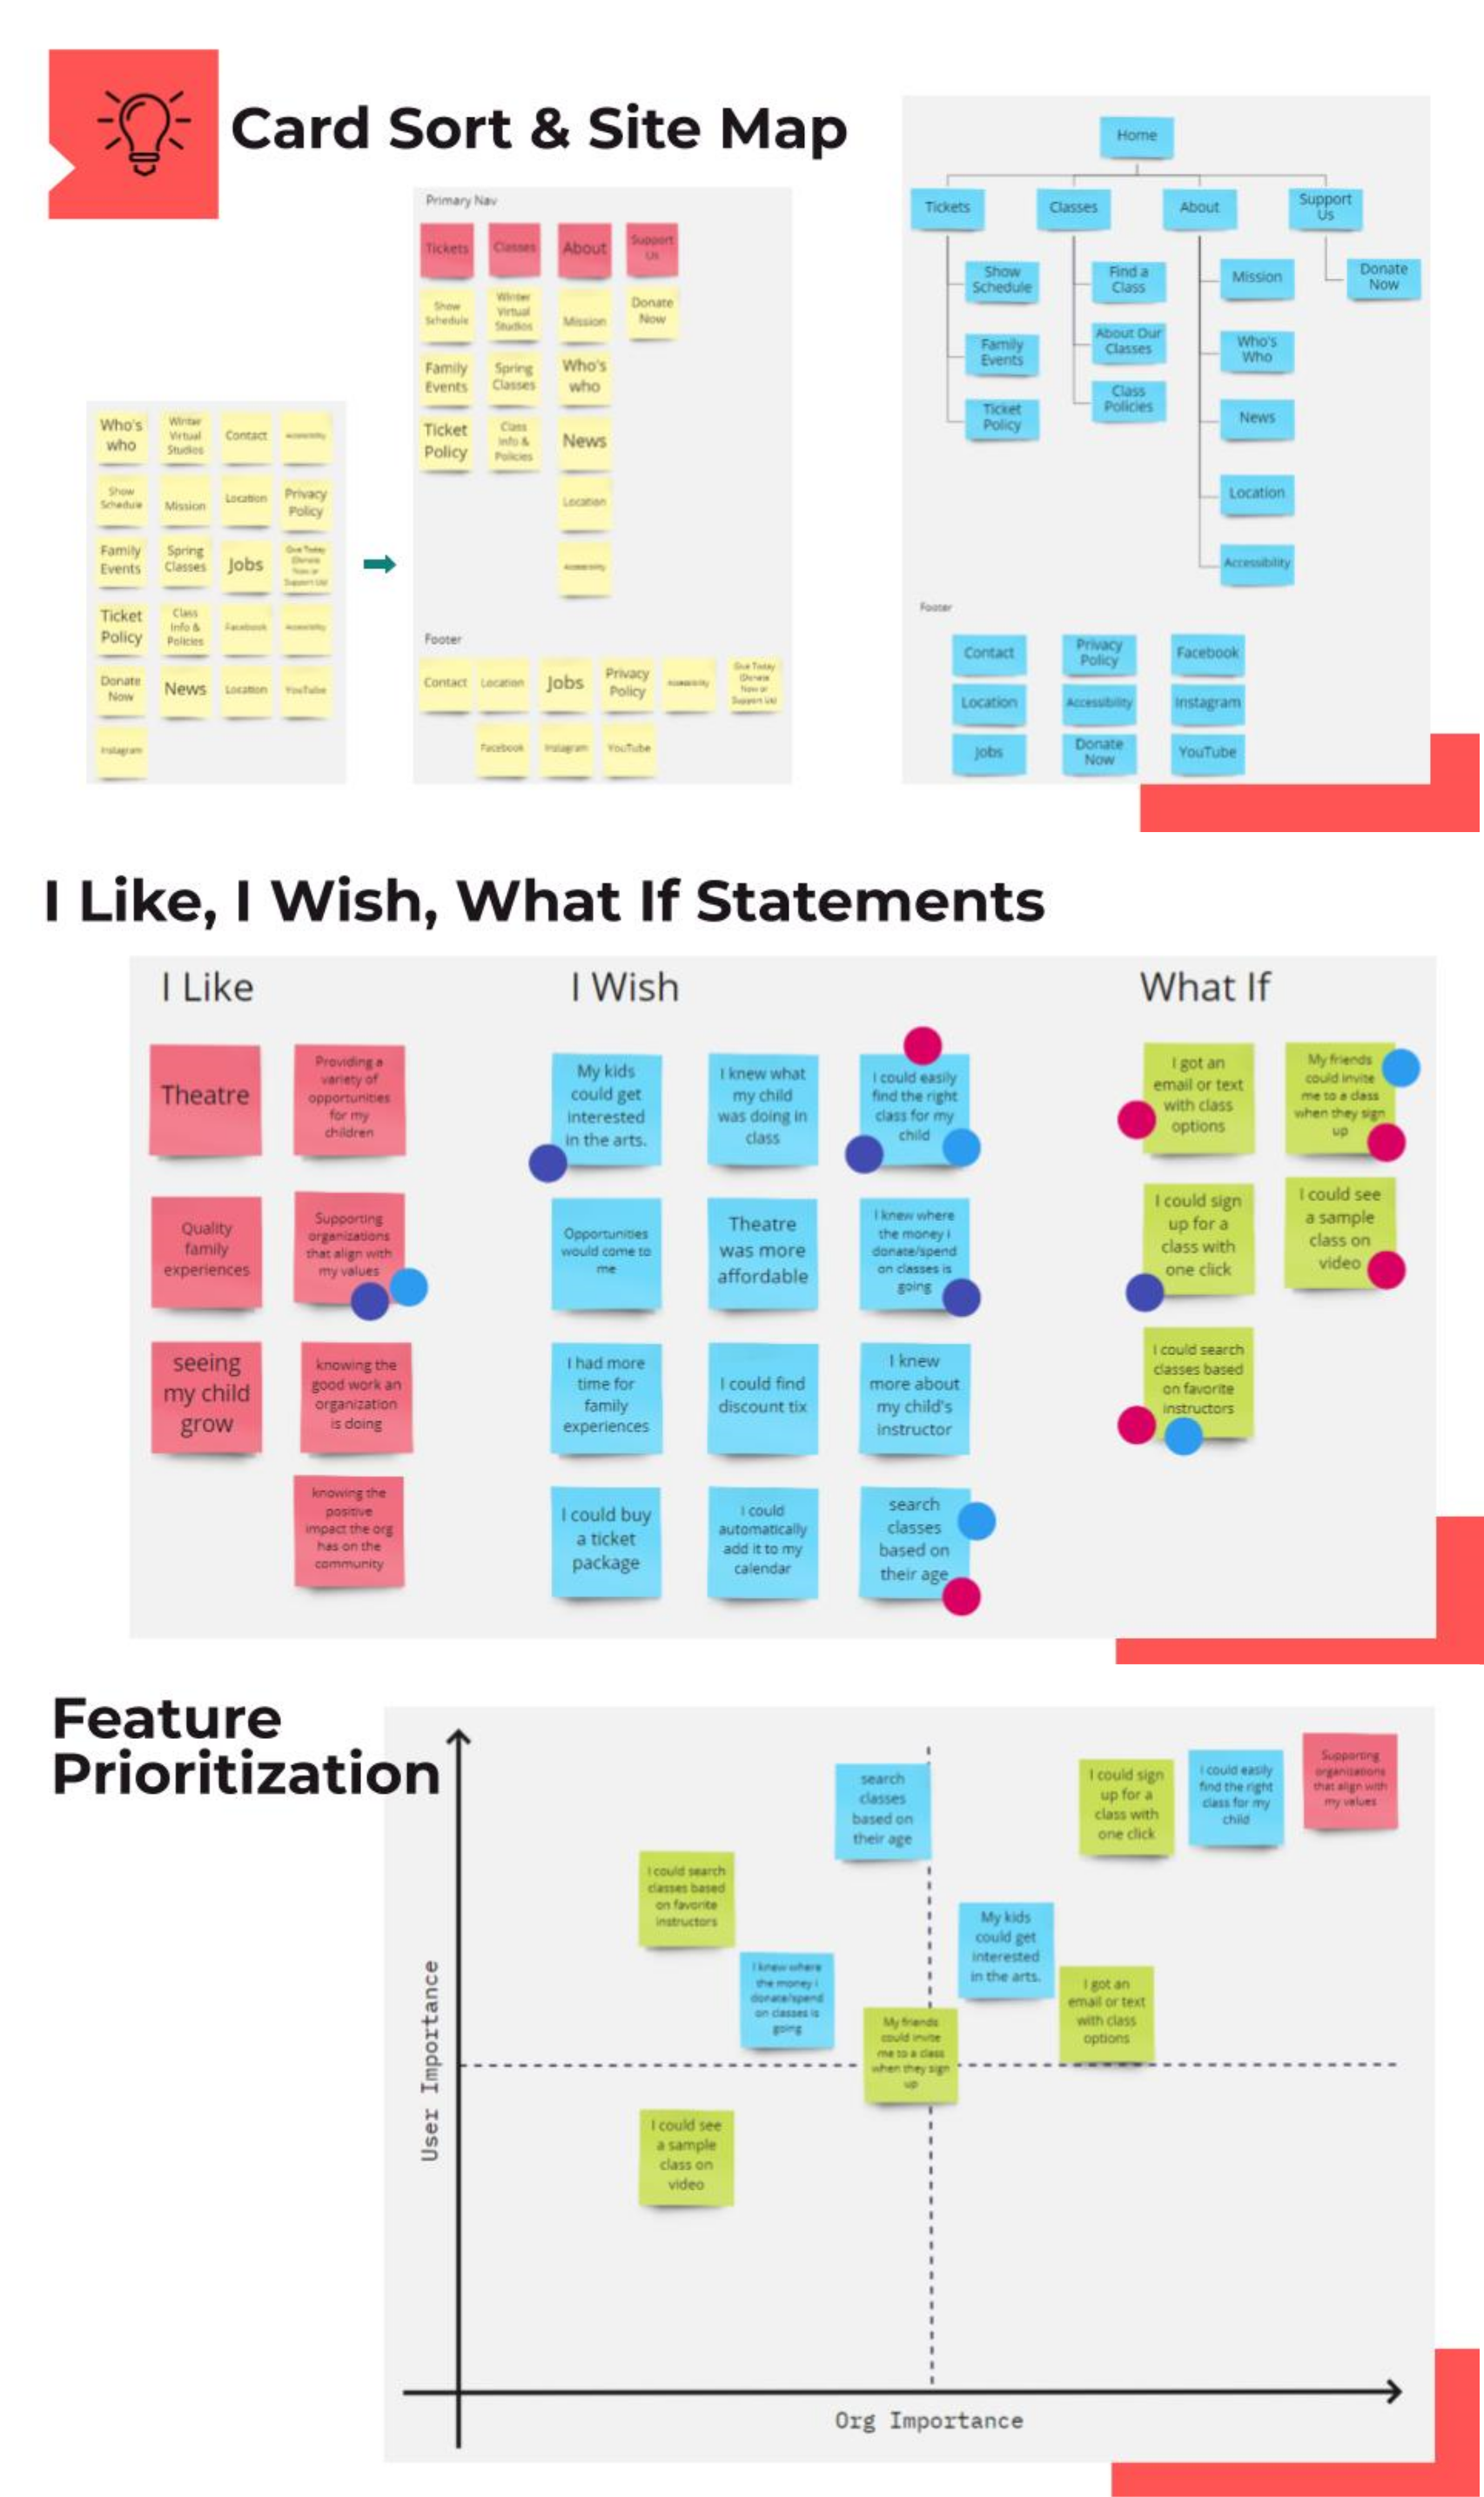 Card Sort & Site Map
Who's
who
Winter
Virtual
Studios
Contact
Accessibility
Show
Schedule
Mission
Location
Privacy
Policy
Family
Events
Spring
Classes
Jobs
Give Today
(Donate
Now or
Support Us)
Ticket
Policy
Class
Info &
Policies
Facebook
Accessibility
Donate
Now
News
Location
YouTube
Instagram
Primary Nav
Tickets
Classes
About
Support
Us
Show
Schedule
Winter
Virtual
Studios
Mission
Donate
Now
Family
Events
Spring
Classes
Who's
who
Ticket
Policy
Class
Info &
Policies
News
Location
Accessibility
Footer
Contact
Location
Jobs
Privacy
Policy
Accessibility
Give Today
(Donate
Now or
Support Us)
Facebook
Instagram
YouTube
Home
Tickets
Classes
About
Support
Us
Show
Schedule
Find a
Class
Mission
Donate
Now
Family
Events
About Our
Classes
Who's
Who
Ticket
Policy
Class
Policies
News
Location
Accessibility
Footer
Contact
Privacy
Policy
Facebook
Location
Accessibility
Instagram
Jobs
Donate
Now
YouTube
I Like, I Wish, What If Statements
I Like
Theatre
Providing a
variety of
opportunities
for my
children
Quality
family
experiences
Supporting
organizations
that align with
my values
seeing
my child
grow
knowing the
good work an
organization
is doing
knowing the
positive
impact the org
has on the
community
I Wish
My kids
could get
interested
in the arts.
I knew what
my child
was doing in
class
I could easily
find the right
class for my
child
Opportunities
would come to
me
Theatre
was more
affordable
I knew where
the money I
donate/spend
on classes is
going
I had more
time for
family
experiences
I could find
discount tix
I knew
more about
my child's
instructor
I could buy
a ticket
package
I could
automatically
add it to my
calendar
search
classes
based on
their age
What If
I got an
email or text
with class
options
My friends
could invite
me to a class
when they sign
up
I could sign
up for a
class with
one click
I could see
a sample
class on
video
I could search
classes based
on favorite
instructors
Feature
Prioritization
search
classes
based on
their age
I could sign
up for a
class with
one click
I could easily
find the right
class for my
child
Supporting
organizations
that align with
my values
I could search
classes based
on favorite
instructors
My kids
could get
interested
in the arts.
I knew where
the money I
donate/spend
on classes is
going
I got an
email or text
with class
options
My friends
could invite
me to a class
when they sign
up
I could see
a sample
class on
video
User Importance
Org Importance